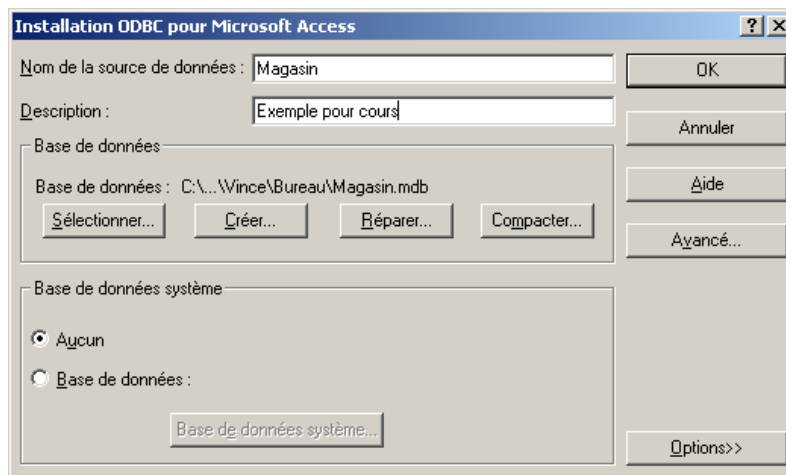 Installation ODBC pour Microsoft Access
Nom de la source de données : Magasin
OK
Description : Exemple pour cours
Annuler
Base de données
Base de données : C:\...\Vince\Bureau\Magasin.mdb
Aide
Sélectionner... Créer... Réparer... Compacter...
Avancé...
Base de données système
Aucun
Base de données :
Base de données système...
Options>>